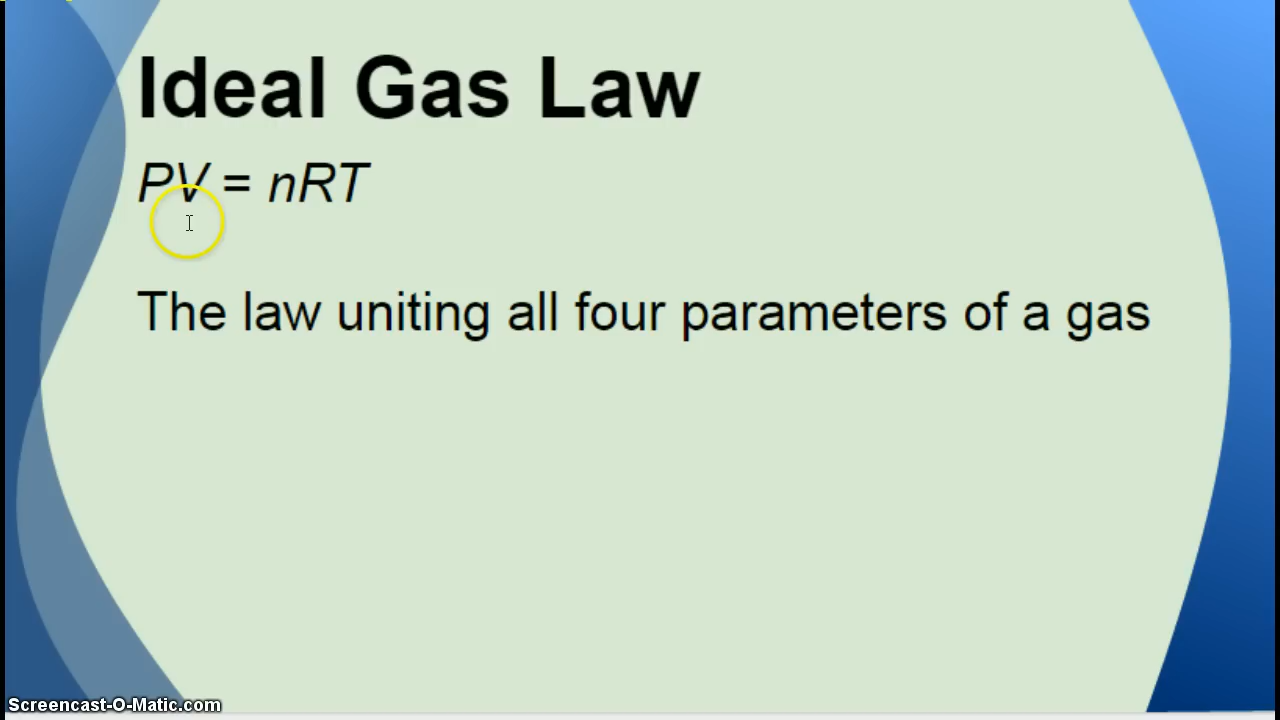 Ideal Gas Law
PV = nRT
The law uniting all four parameters of a gas
Screencast-O-Matic.com